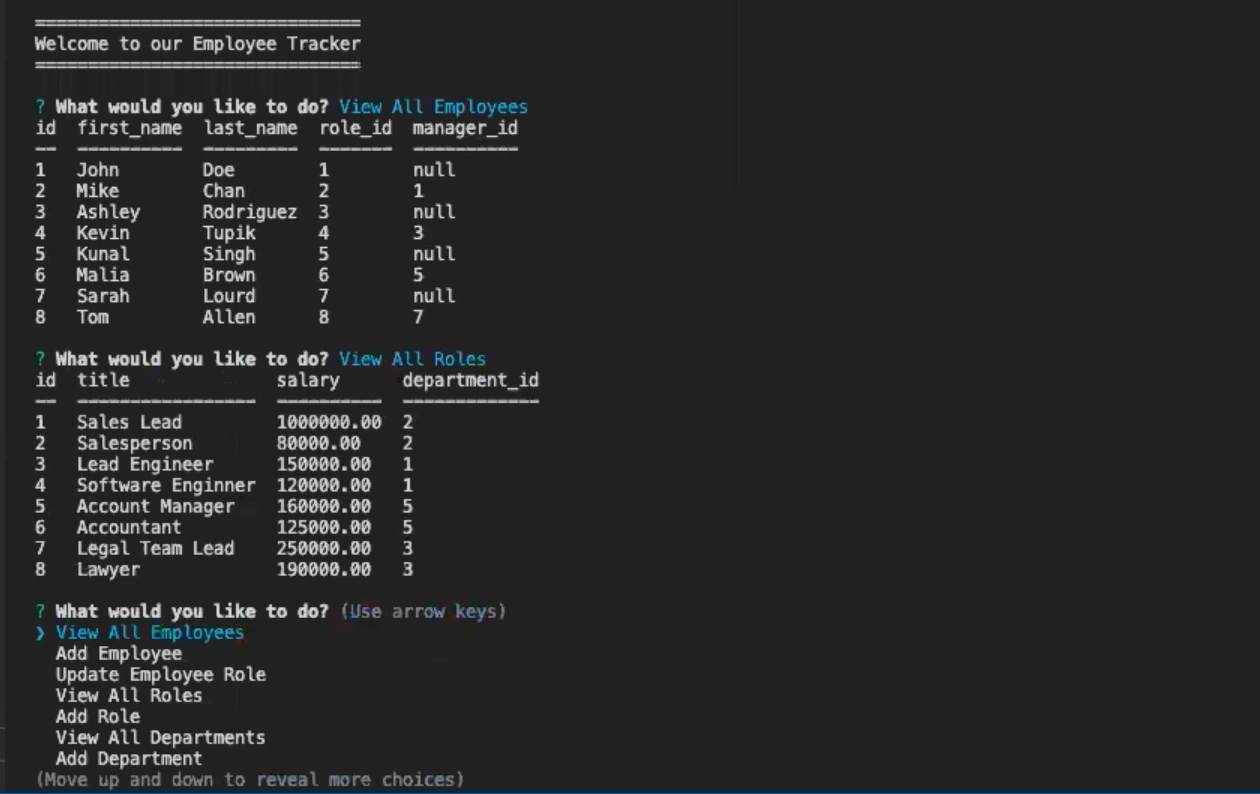 ===============================
Welcome to our Employee Tracker
===============================
? What would you like to do? View All Employees
id first_name last_name role_id manager_id
-- ---------- --------- ------- ----------
1 John Doe 1 null
2 Mike Chan 2 1
3 Ashley Rodriguez 3 null
4 Kevin Tupik 4 3
5 Kunal Singh 5 null
6 Malia Brown 6 5
7 Sarah Lourd 7 null
8 Tom Allen 8 7
? What would you like to do? View All Roles
id title salary department_id
-- ----------------- ---------- -------------
1 Sales Lead 1000000.00 2
2 Salesperson 80000.00 2
3 Lead Engineer 150000.00 1
4 Software Enginner 120000.00 1
5 Account Manager 160000.00 5
6 Accountant 125000.00 5
7 Legal Team Lead 250000.00 3
8 Lawyer 190000.00 3
? What would you like to do? (Use arrow keys)
❯ View All Employees
Add Employee
Update Employee Role
View All Roles
Add Role
View All Departments
Add Department
(Move up and down to reveal more choices)